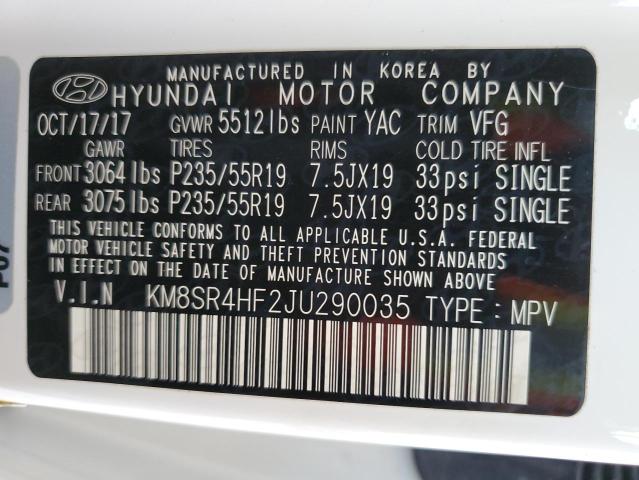 MANUFACTURED IN KOREA BY
HYUNDAI MOTOR COMPANY
OCT/17/17 GVWR 5512lbs PAINT YAC TRIM VFG
GAWR TIRES RIMS COLD TIRE INFL
FRONT 3064lbs P235/55R19 7.5JX19 33psi SINGLE
REAR 3075lbs P235/55R19 7.5JX19 33psi SINGLE
THIS VEHICLE CONFORMS TO ALL APPLICABLE U.S.A. FEDERAL
MOTOR VEHICLE SAFETY AND THEFT PREVENTION STANDARDS
IN EFFECT ON THE DATE OF MANUFACTURE SHOWN ABOVE.
V.I.N KM8SR4HF2JU290035 TYPE : MPV
P07